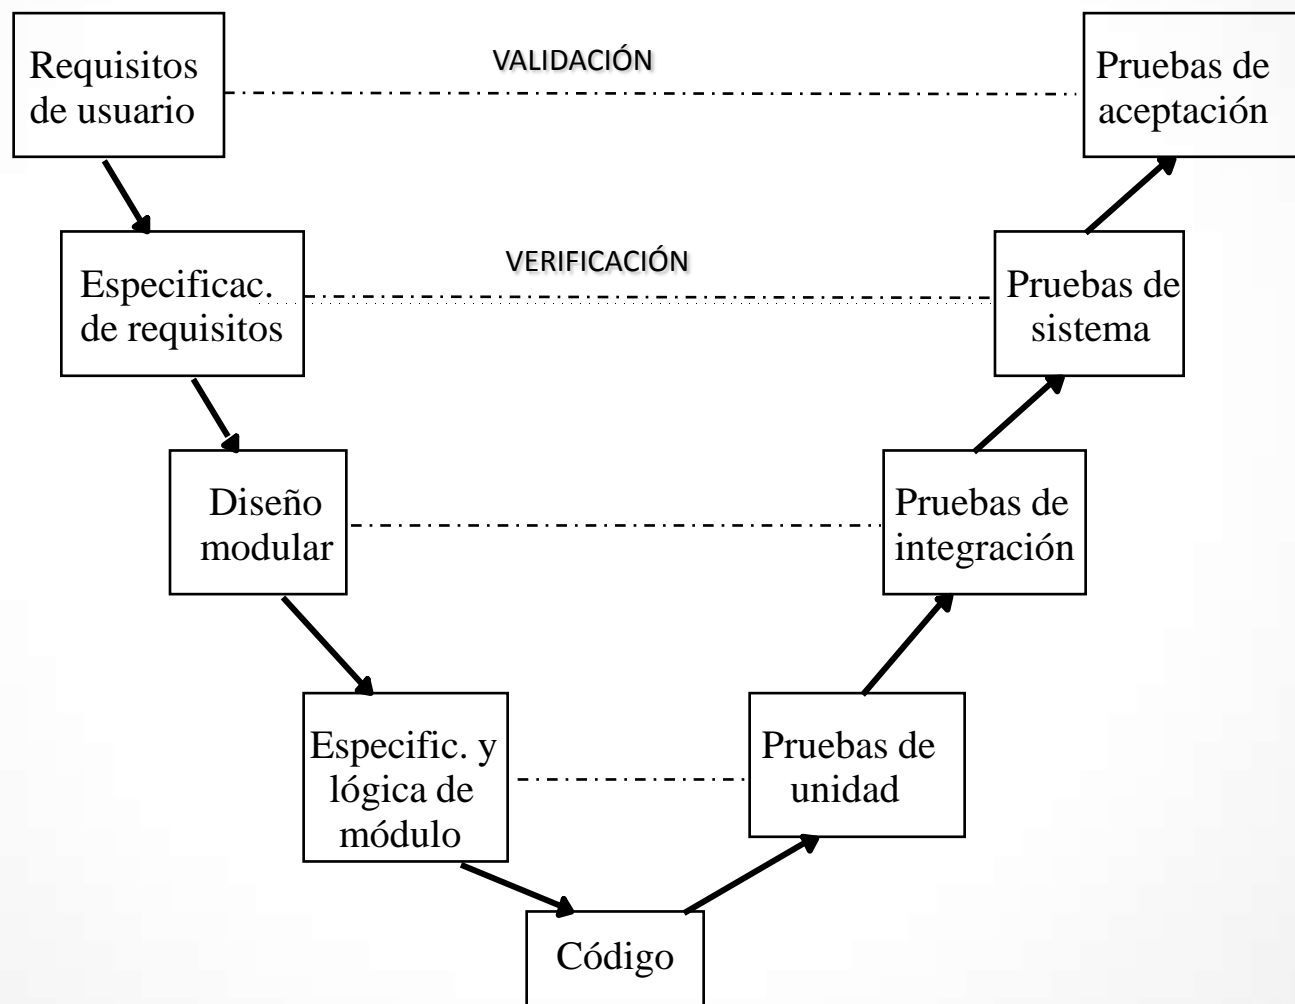 Requisitos
de usuario
VALIDACIÓN
Pruebas de
aceptación
Especificac.
de requisitos
VERIFICACIÓN
Pruebas de
sistema
Diseño
modular
Pruebas de
integración
Especific. y
lógica de
módulo
Pruebas de
unidad
Código